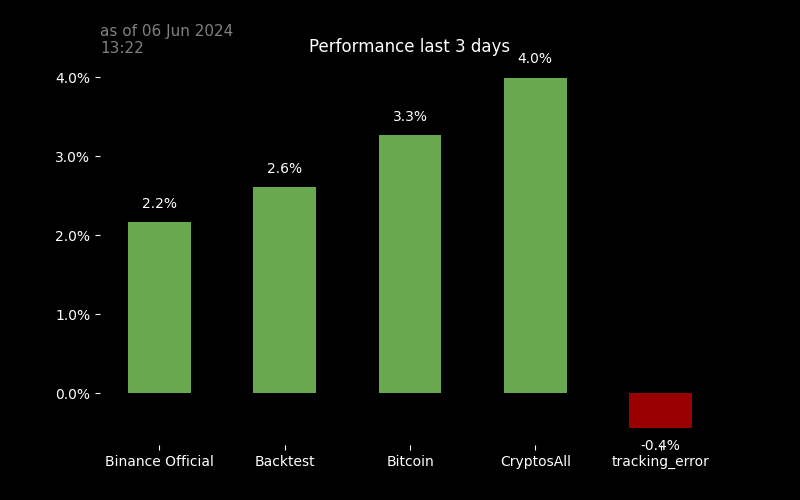 as of 06 Jun 2024
13:22
Performance last 3 days
4.0%
3.0%
2.0%
1.0%
0.0%
2.2%
2.6%
3.3%
4.0%
-0.4%
Binance Official
Backtest
Bitcoin
CryptosAll
tracking_error